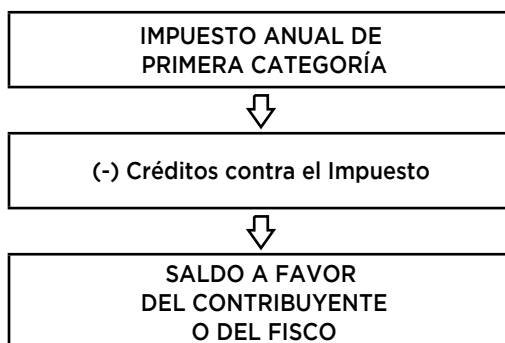 IMPUESTO ANUAL DE
PRIMERA CATEGORÍA
(-) Créditos contra el Impuesto
SALDO A FAVOR
DEL CONTRIBUYENTE
O DEL FISCO